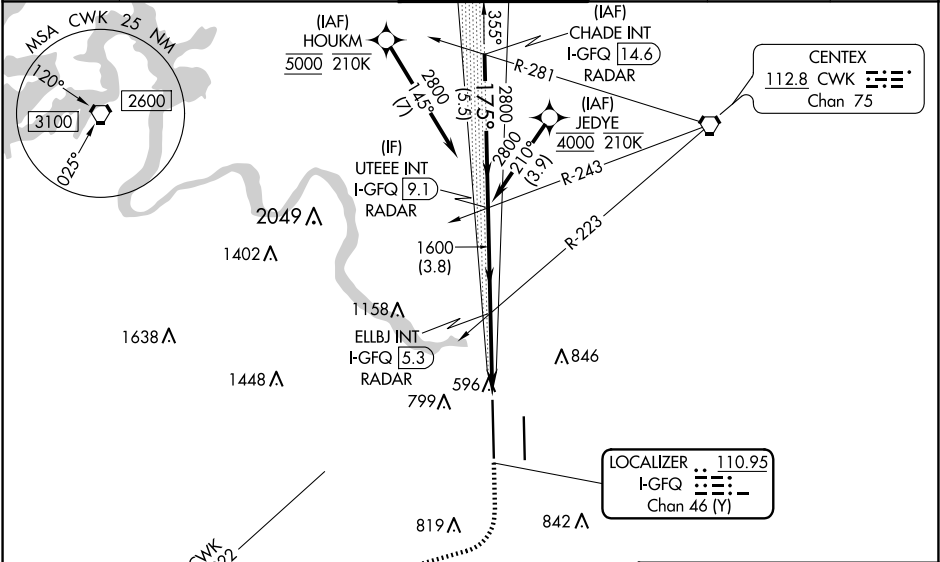 MSA CWK 25 NM
120°
2600
3100
025°
(IAF)
HOUKM
5000 210K
2800
145°
(7)
355°
175°
(5.5)
2800
(IAF)
CHADE INT
I-GFQ 14.6
RADAR
R-281
CENTEX
112.8 CWK
Chan 75
(IAF)
JEDYE
4000 210K
2800
210°
(3.9)
R-243
R-223
(IF)
UTEEE INT
I-GFQ 9.1
RADAR
2049
1402
1600
(3.8)
1158
1638
ELLBJ INT
I-GFQ 5.3
RADAR
846
1448
596
799
LOCALIZER 110.95
I-GFQ
Chan 46 (Y)
819
842
CWK